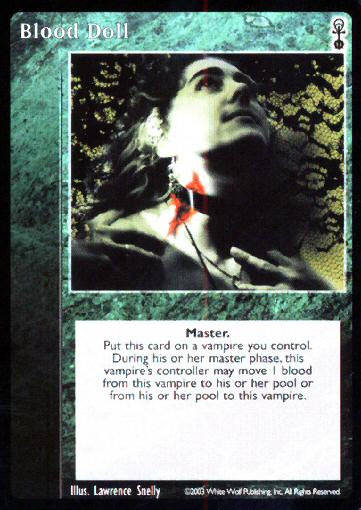 Blood Doll
Master.
Put this card on a vampire you control.
During his or her master phase, this
vampire's controller may move 1 blood
from this vampire to his or her pool or
from his or her pool to this vampire.
Illus. Lawrence Snelly ©2003 White Wolf Publishing, Inc. All Rights Reserved.